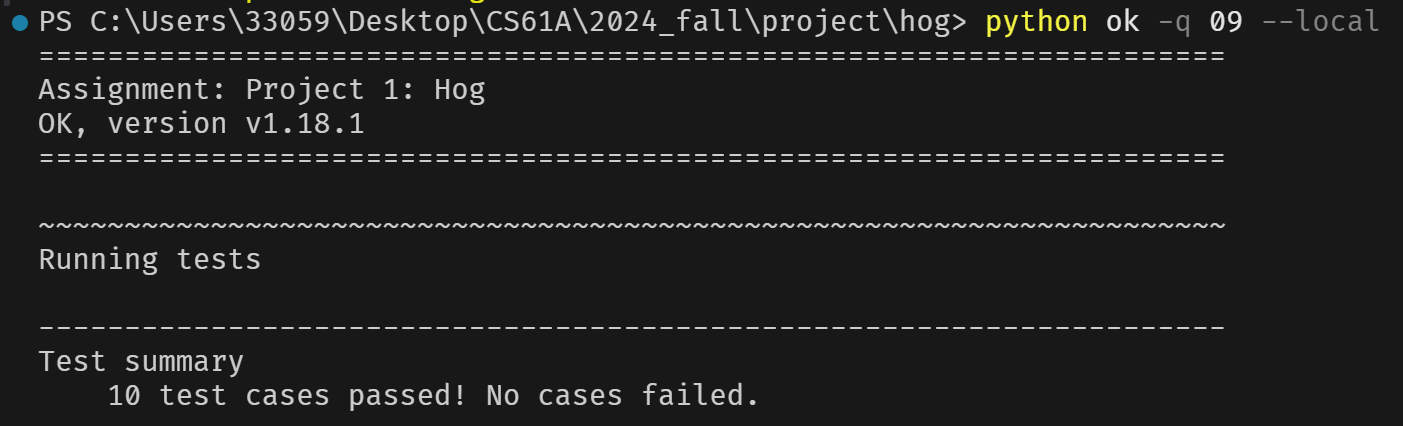 PS C:\Users\33059\Desktop\CS61A\2024_fall\project\hog> python ok -q 09 --local
=====================================================================
Assignment: Project 1: Hog
OK, version v1.18.1
=====================================================================
~~~~~~~~~~~~~~~~~~~~~~~~~~~~~~~~~~~~~~~~~~~~~~~~~~~~~~~~~~~~~~~~~~~~~
Running tests
---------------------------------------------------------------------
Test summary
    10 test cases passed! No cases failed.